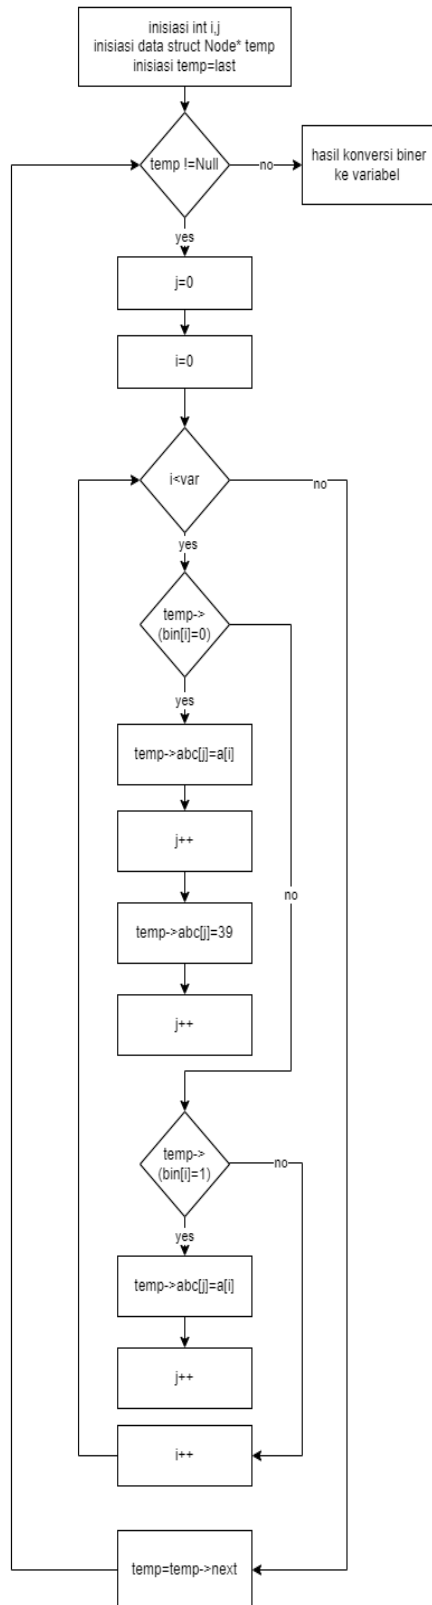 inisiasi int i,j
inisiasi data struct Node* temp
inisiasi temp=last
temp !=Null
no
hasil konversi biner
ke variabel
yes
j=0
i=0
i<var
no
yes
temp->
(bin[i]=0)
yes
temp->abc[j]=a[i]
j++
no
temp->abc[j]=39
j++
temp->
(bin[i]=1)
no
yes
temp->abc[j]=a[i]
j++
i++
temp=temp->next